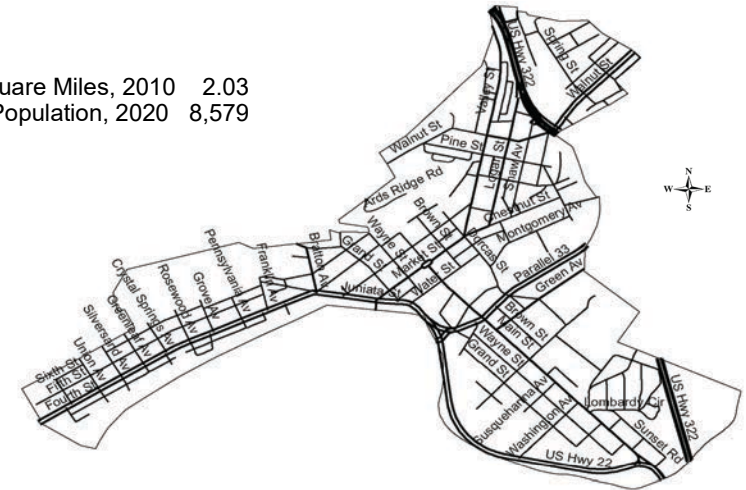 uare Miles, 2010 2.03
Population, 2020 8,579
US Hwy 322
Spring St
Walnut St
Valley St
Walnut St
Pine St
Logan St
Shaw Av
Ards Ridge Rd
N
W E
S
Chestnut St
Montgomery Av
Brown St
Wayne St
Market St
Dorcas St
Grand St
Water St
Parallel 33
Green Av
Bratton Av
Juniata St
Franklin Av
Pennsylvania Av
Grove Av
Rosewood Av
Crystal Springs Av
Greenleaf Av
Silversand Av
Union Av
Sixth St
Fifth St
Fourth St
Brown St
Main St
Wayne St
Grand St
Susquehanna Av
Washington Av
Lombardy Cir
US Hwy 322
Sunset Rd
US Hwy 22